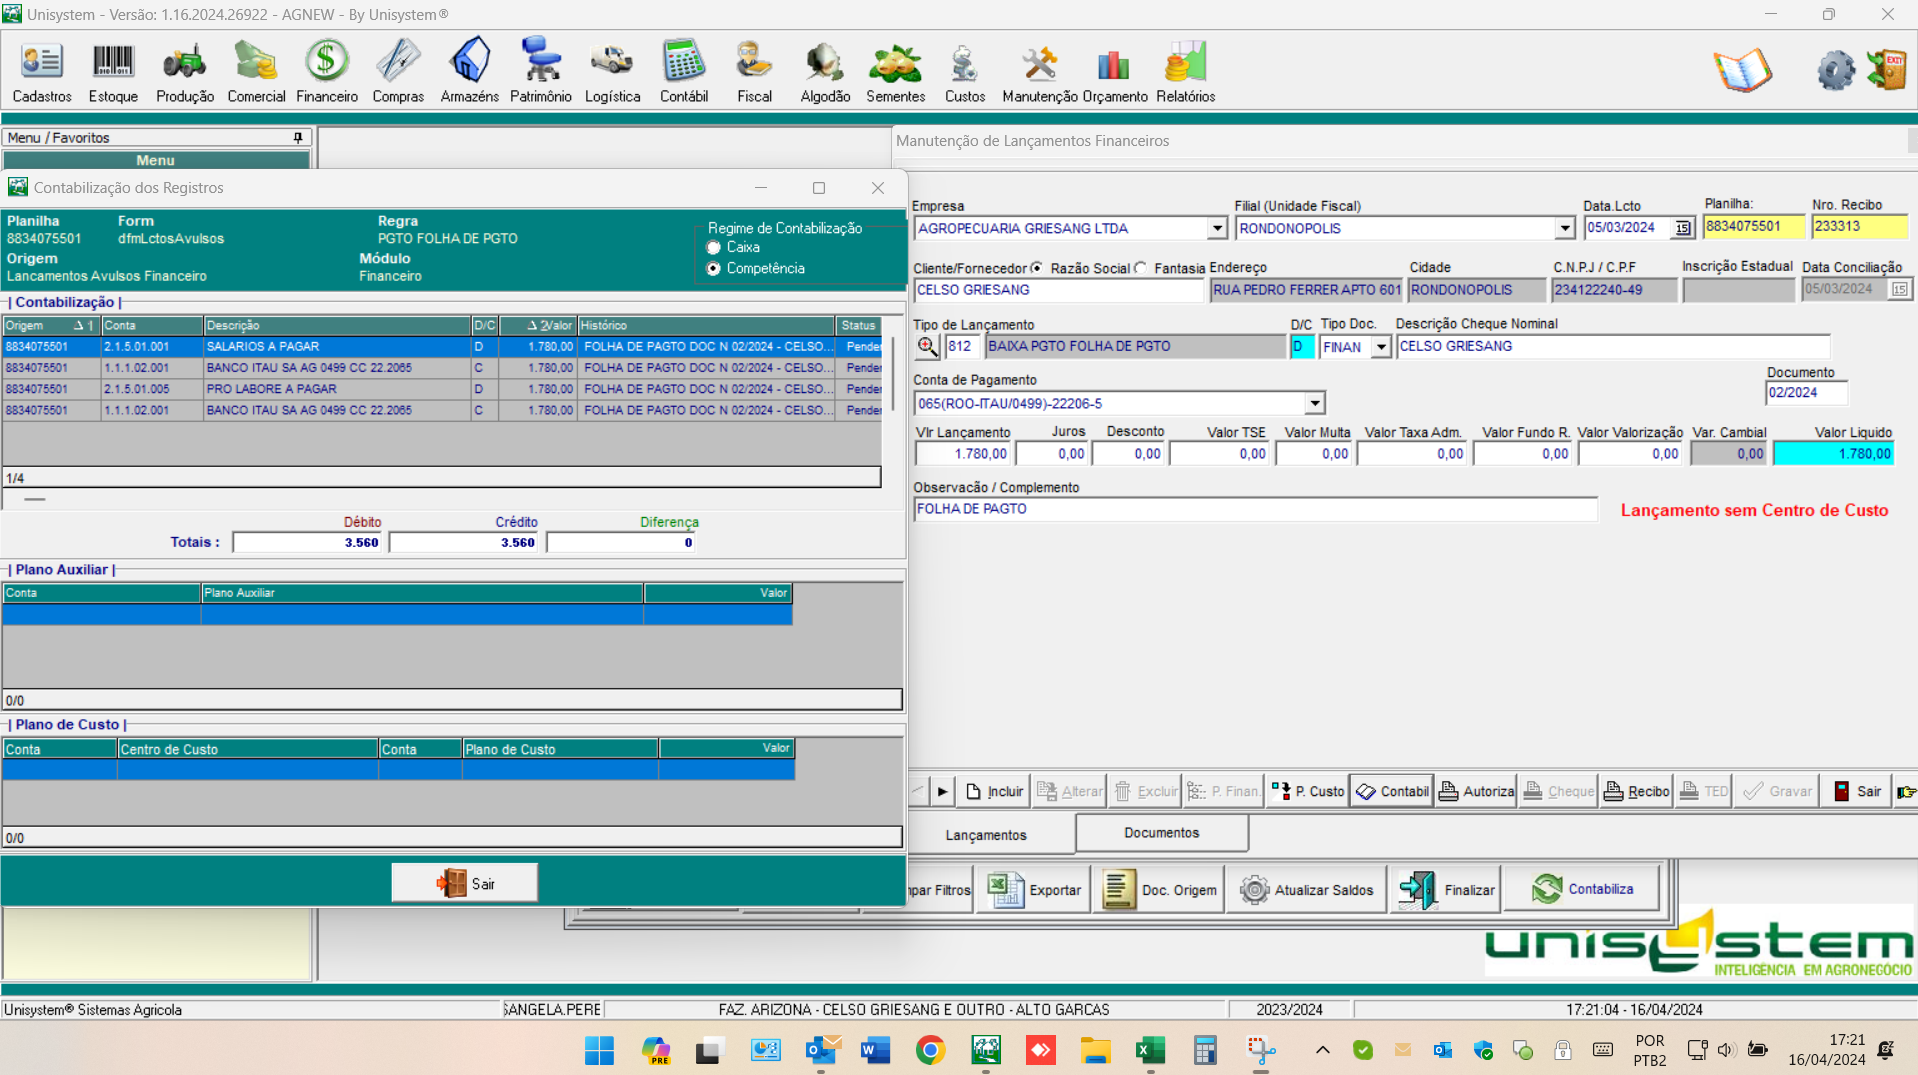 Unisystem - Versão: 1.16.2024.26922 - AGNEW - By Unisystem®
Cadastros Estoque Produção Comercial Financeiro Compras Armazéns Patrimônio Logística Contábil Fiscal Algodão Sementes Custos Manutenção Orçamento Relatórios
Menu / Favoritos
Menu
Manutenção de Lançamentos Financeiros
Contabilização dos Registros
Planilha Form Regra
8834075501 dfmLctosAvulsos PGTO FOLHA DE PGTO
Origem Módulo
Lancamentos Avulsos Financeiro Financeiro
Regime de Contabilização
Caixa
Competência
| Contabilização |
Origem 1 Conta Descrição D/C 2 Valor Histórico Status
8834075501 2.1.5.01.001 SALARIOS A PAGAR D 1.780,00 FOLHA DE PAGTO DOC N 02/2024 - CELSO... Pender
8834075501 1.1.1.02.001 BANCO ITAU SA AG 0499 CC 22.2065 C 1.780,00 FOLHA DE PAGTO DOC N 02/2024 - CELSO... Pender
8834075501 2.1.5.01.005 PRO LABORE A PAGAR D 1.780,00 FOLHA DE PAGTO DOC N 02/2024 - CELSO... Pender
8834075501 1.1.1.02.001 BANCO ITAU SA AG 0499 CC 22.2065 C 1.780,00 FOLHA DE PAGTO DOC N 02/2024 - CELSO... Pender
1/4
Débito Crédito Diferença
Totais : 3.560 3.560 0
| Plano Auxiliar |
Conta Plano Auxiliar Valor
0/0
| Plano de Custo |
Conta Centro de Custo Conta Plano de Custo Valor
0/0
Sair
Empresa Filial (Unidade Fiscal) Data.Lcto Planilha: Nro. Recibo
AGROPECUARIA GRIESANG LTDA RONDONOPOLIS 05/03/2024 15 8834075501 233313
Cliente/Fornecedor Razão Social Fantasia Endereço Cidade C.N.P.J / C.P.F Inscrição Estadual Data Conciliação
CELSO GRIESANG RUA PEDRO FERRER APTO 601 RONDONOPOLIS 234122240-49 05/03/2024 15
Tipo de Lançamento D/C Tipo Doc. Descrição Cheque Nominal
812 BAIXA PGTO FOLHA DE PGTO D FINAN CELSO GRIESANG
Conta de Pagamento Documento
065(ROO-ITAU/0499)-22206-5 02/2024
Vlr Lançamento Juros Desconto Valor TSE Valor Multa Valor Taxa Adm. Valor Fundo R. Valor Valorização Var. Cambial Valor Liquido
1.780,00 0,00 0,00 0,00 0,00 0,00 0,00 0,00 0,00 1.780,00
Observacão / Complemento
FOLHA DE PAGTO
Lançamento sem Centro de Custo
Incluir Alterar Excluir P. Finan. P. Custo Contabil Autoriza Cheque Recibo TED Gravar Sair
Lançamentos Documentos
par Filtros Exportar Doc. Origem Atualizar Saldos Finalizar Contabiliza
unisystem
INTELIGÊNCIA EM AGRONEGÓCIO
Unisystem® Sistemas Agricola SANGELA.PERE FAZ. ARIZONA - CELSO GRIESANG E OUTRO - ALTO GARCAS 2023/2024 17:21:04 - 16/04/2024
POR
PTB2
17:21
16/04/2024